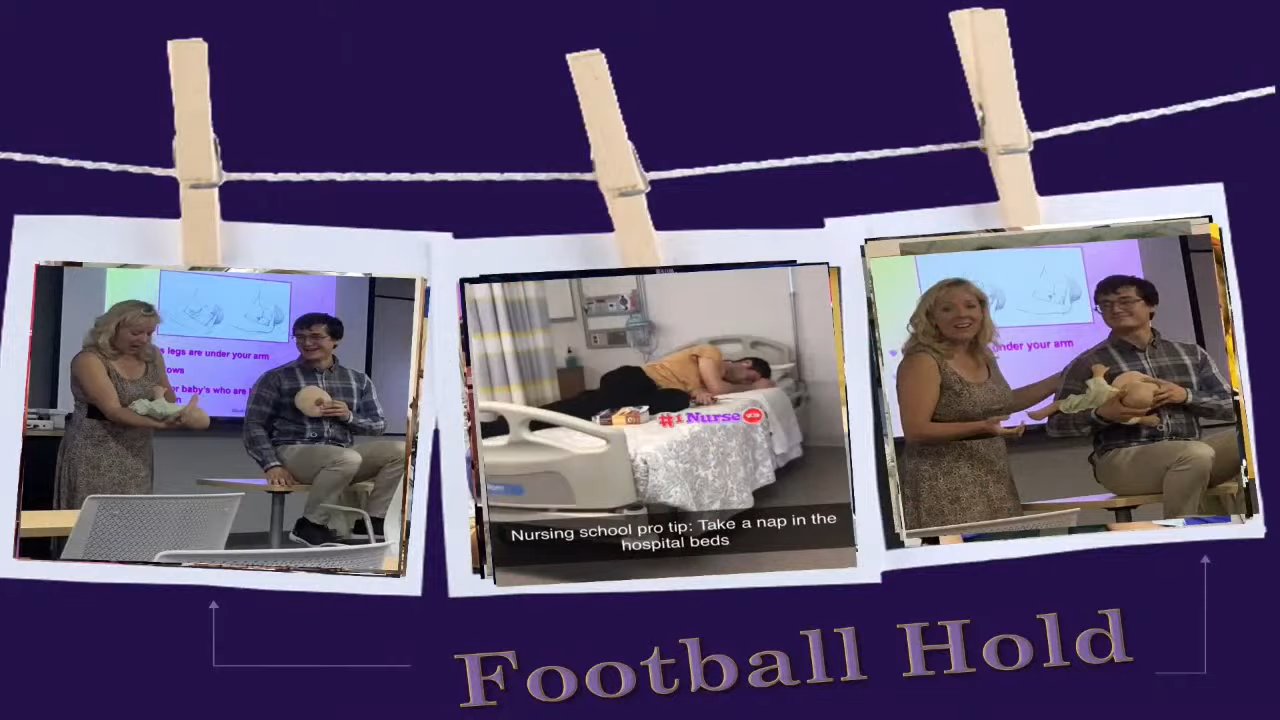 s legs are under your arm
ows
or baby's who are
#1 Nurse
Nursing school pro tip: Take a nap in the
hospital beds
under your arm
Football Hold